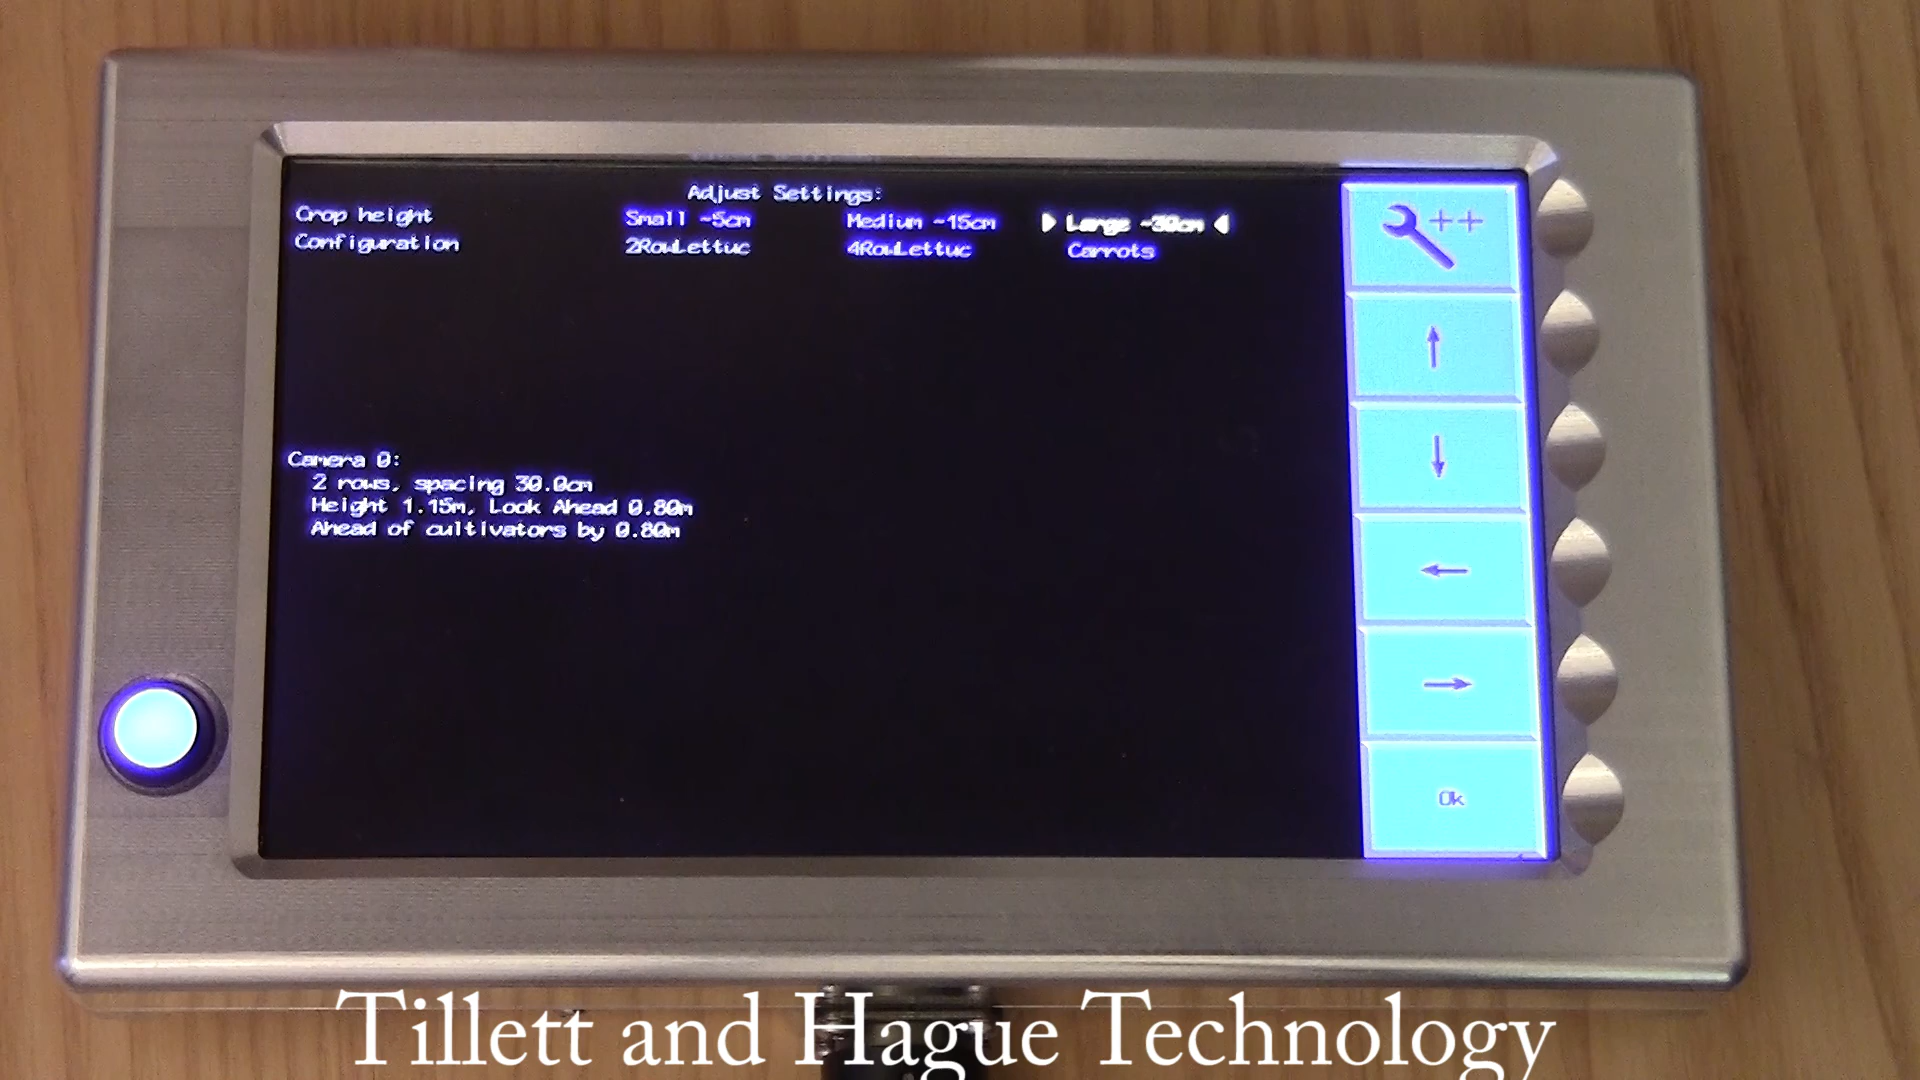 Adjust Settings:
Crop height Small ~5cm Medium ~15cm Large ~30cm
Configuration 2RowLettuc 4RowLettuc Carrots
++
Camera 0:
2 rows, spacing 30.0cm
Height 1.15m, Look Ahead 0.80m
Ahead of cultivators by 0.80m
Ok
Tillett and Hague Technology